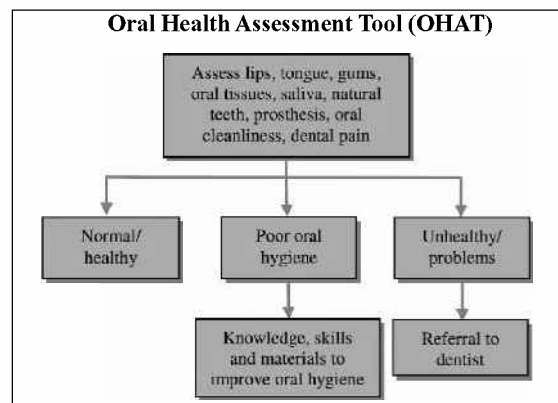 Oral Health Assessment Tool (OHAT)
Assess lips, tongue, gums,
oral tissues, saliva, natural
teeth, prosthesis, oral
cleanliness, dental pain
Normal/
healthy
Poor oral
hygiene
Unhealthy/
problems
Knowledge, skills
and materials to
improve oral hygiene
Referral to
dentist